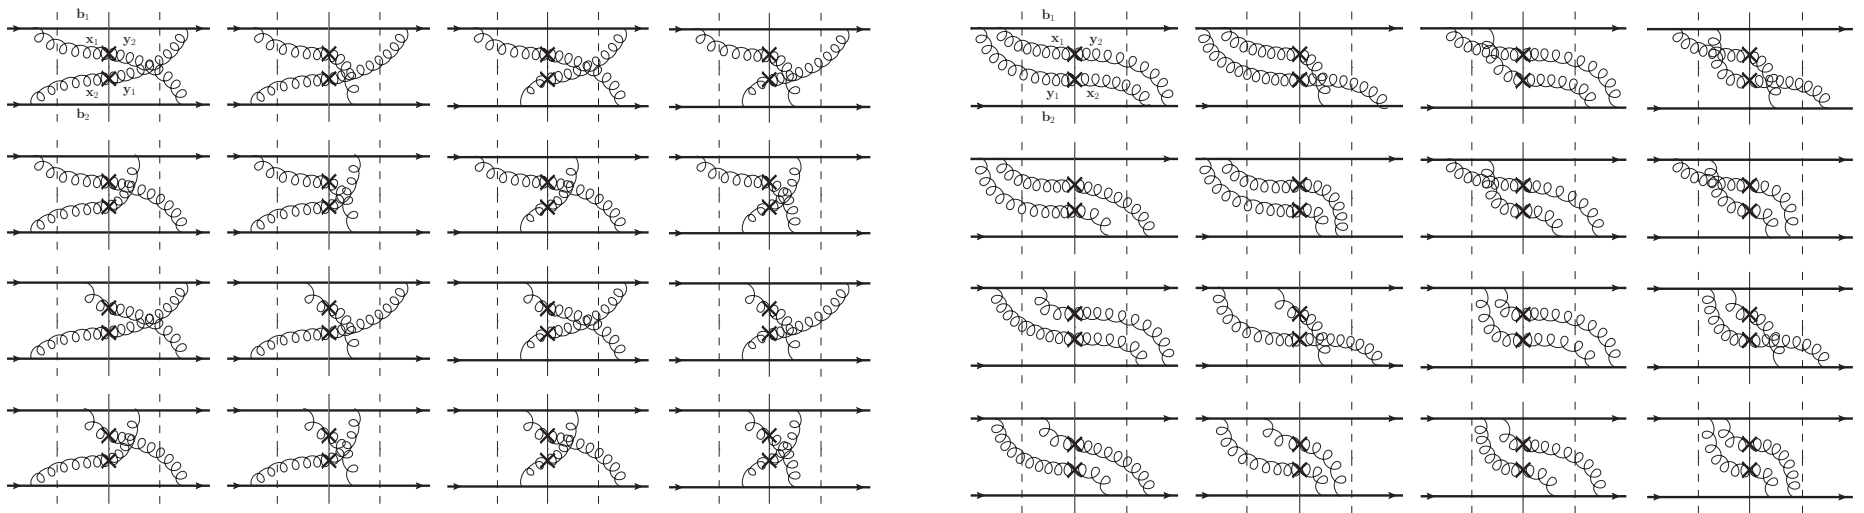 b₁ b₁
x₁ y₂ x₁ y₂
x₂ y₁ y₁ x₂
b₂ b₂